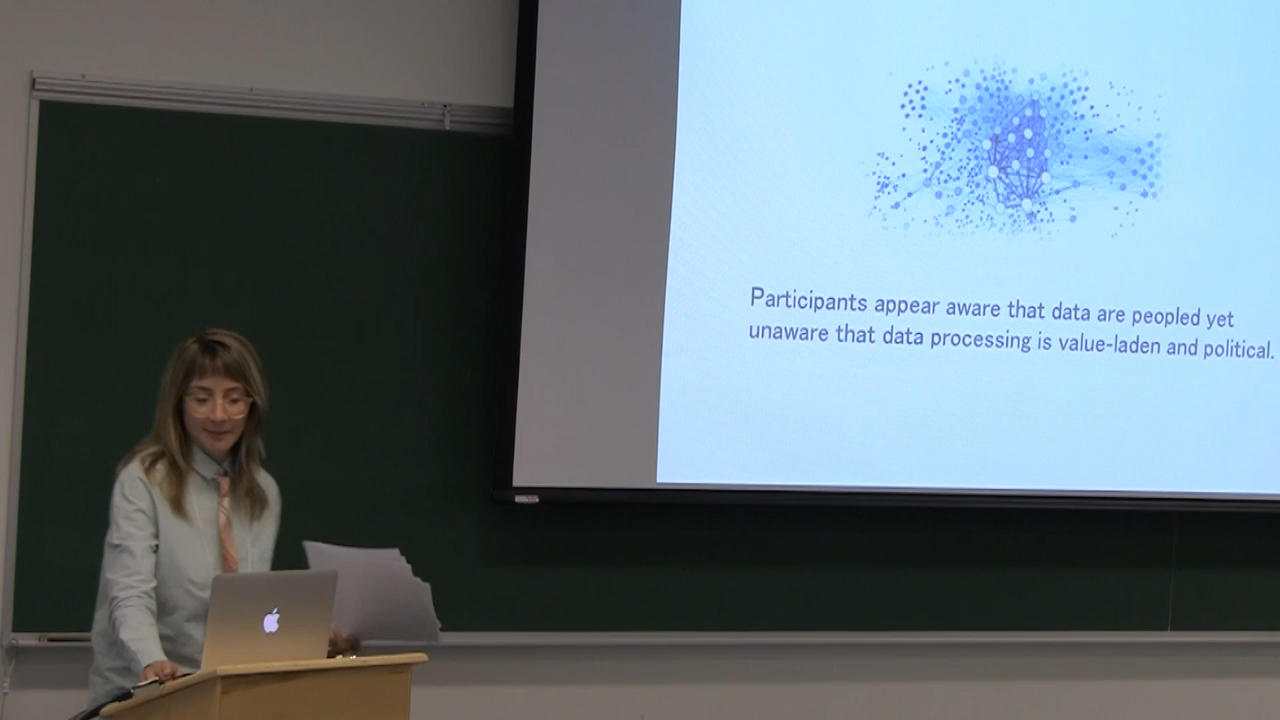 Participants appear aware that data are peopled yet
unaware that data processing is value-laden and political.